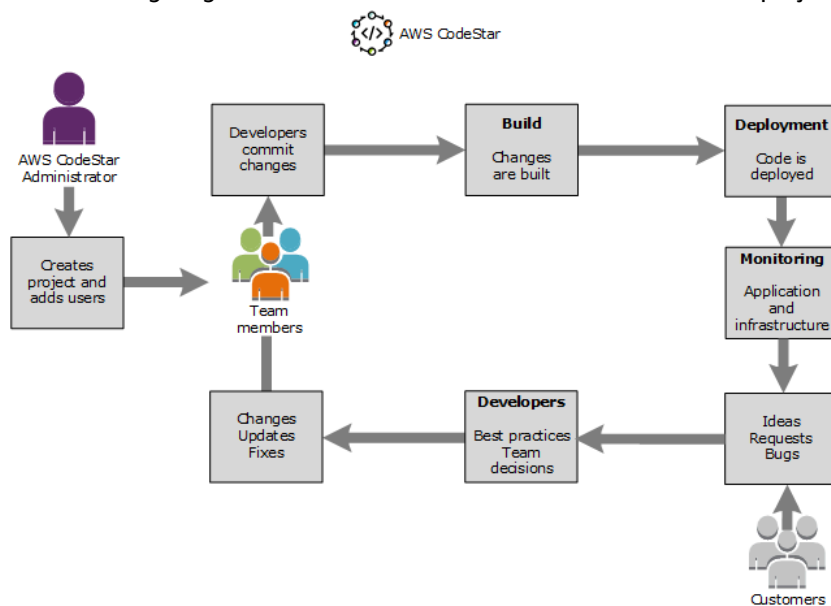 AWS CodeStar
AWS CodeStar
Administrator
Creates
project and
adds users
Developers
commit
changes
Build
Changes
are built
Deployment
Code is
deployed
Monitoring
Application
and
infrastructure
Team
members
Changes
Updates
Fixes
Developers
Best practices
Team
decisions
Ideas
Requests
Bugs
Customers